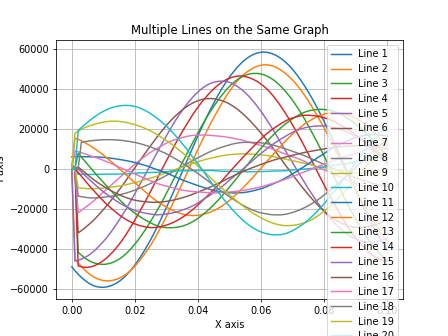 Multiple Lines on the Same Graph
60000
40000
20000
0
−20000
−40000
−60000
0.00
0.02
0.04
0.06
X axis
Line 1
Line 2
Line 3
Line 4
Line 5
Line 6
Line 7
Line 8
Line 9
Line 10
Line 11
Line 12
Line 13
Line 14
Line 15
Line 16
Line 17
Line 18
Line 19